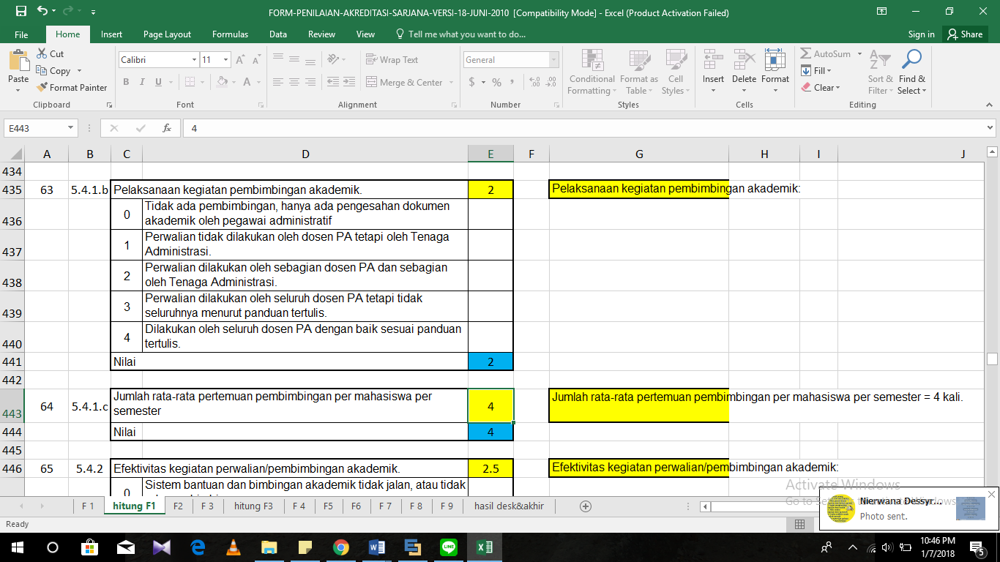 FORM-PENILAIAN-AKREDITASI-SARJANA-VERSI-18-JUNI-2010 [Compatibility Mode] - Excel (Product Activation Failed)
File Home Insert Page Layout Formulas Data Review View Tell me what you want to do... Sign in Share
Paste
Cut
Copy
Format Painter
Clipboard
Calibri 11
B I U A
Font
Wrap Text
Merge & Center
Alignment
General
$ %
Number
Conditional Formatting
Format as Table
Cell Styles
Styles
Insert Delete Format
Cells
AutoSum
Fill
Clear
Sort & Filter
Find & Select
Editing
E443 fx 4
A B C D E F G H I J
434
435 63 5.4.1.b Pelaksanaan kegiatan pembimbingan akademik. 2 Pelaksanaan kegiatan pembimbingan akademik:
436 0 Tidak ada pembimbingan, hanya ada pengesahan dokumen
akademik oleh pegawai administratif
437 1 Perwalian tidak dilakukan oleh dosen PA tetapi oleh Tenaga
Administrasi.
438 2 Perwalian dilakukan oleh sebagian dosen PA dan sebagian
oleh Tenaga Administrasi.
439 3 Perwalian dilakukan oleh seluruh dosen PA tetapi tidak
seluruhnya menurut panduan tertulis.
440 4 Dilakukan oleh seluruh dosen PA dengan baik sesuai panduan
tertulis.
441 Nilai 2
442
443 64 5.4.1.c Jumlah rata-rata pertemuan pembimbingan per mahasiswa per
semester 4 Jumlah rata-rata pertemuan pembimbingan per mahasiswa per semester = 4 kali.
444 Nilai 4
445
446 65 5.4.2 Efektivitas kegiatan perwalian/pembimbingan akademik. 2.5 Efektivitas kegiatan perwalian/pembimbingan akademik:
0 Sistem bantuan dan bimbingan akademik tidak jalan, atau tidak
Activate Windows
Nierwana Dessyr...
Photo sent.
F 1 hitung F1 F2 F 3 hitung F3 F 4 F5 F6 F 7 F 8 F 9 hasil desk&akhir
Ready
10:46 PM
1/7/2018
5